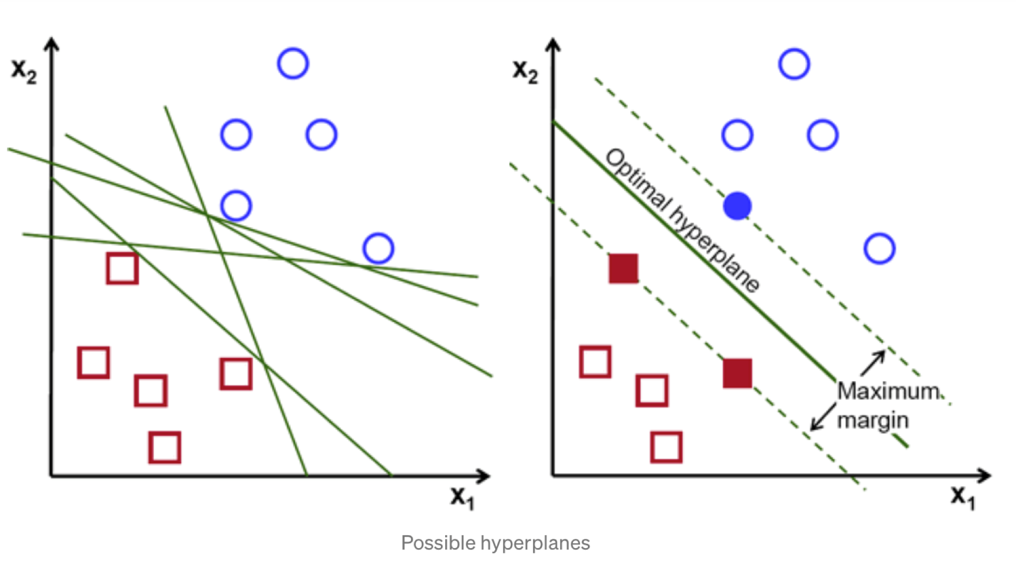 x₂
x₁
x₂
Optimal hyperplane
Maximum
margin
x₁
Possible hyperplanes